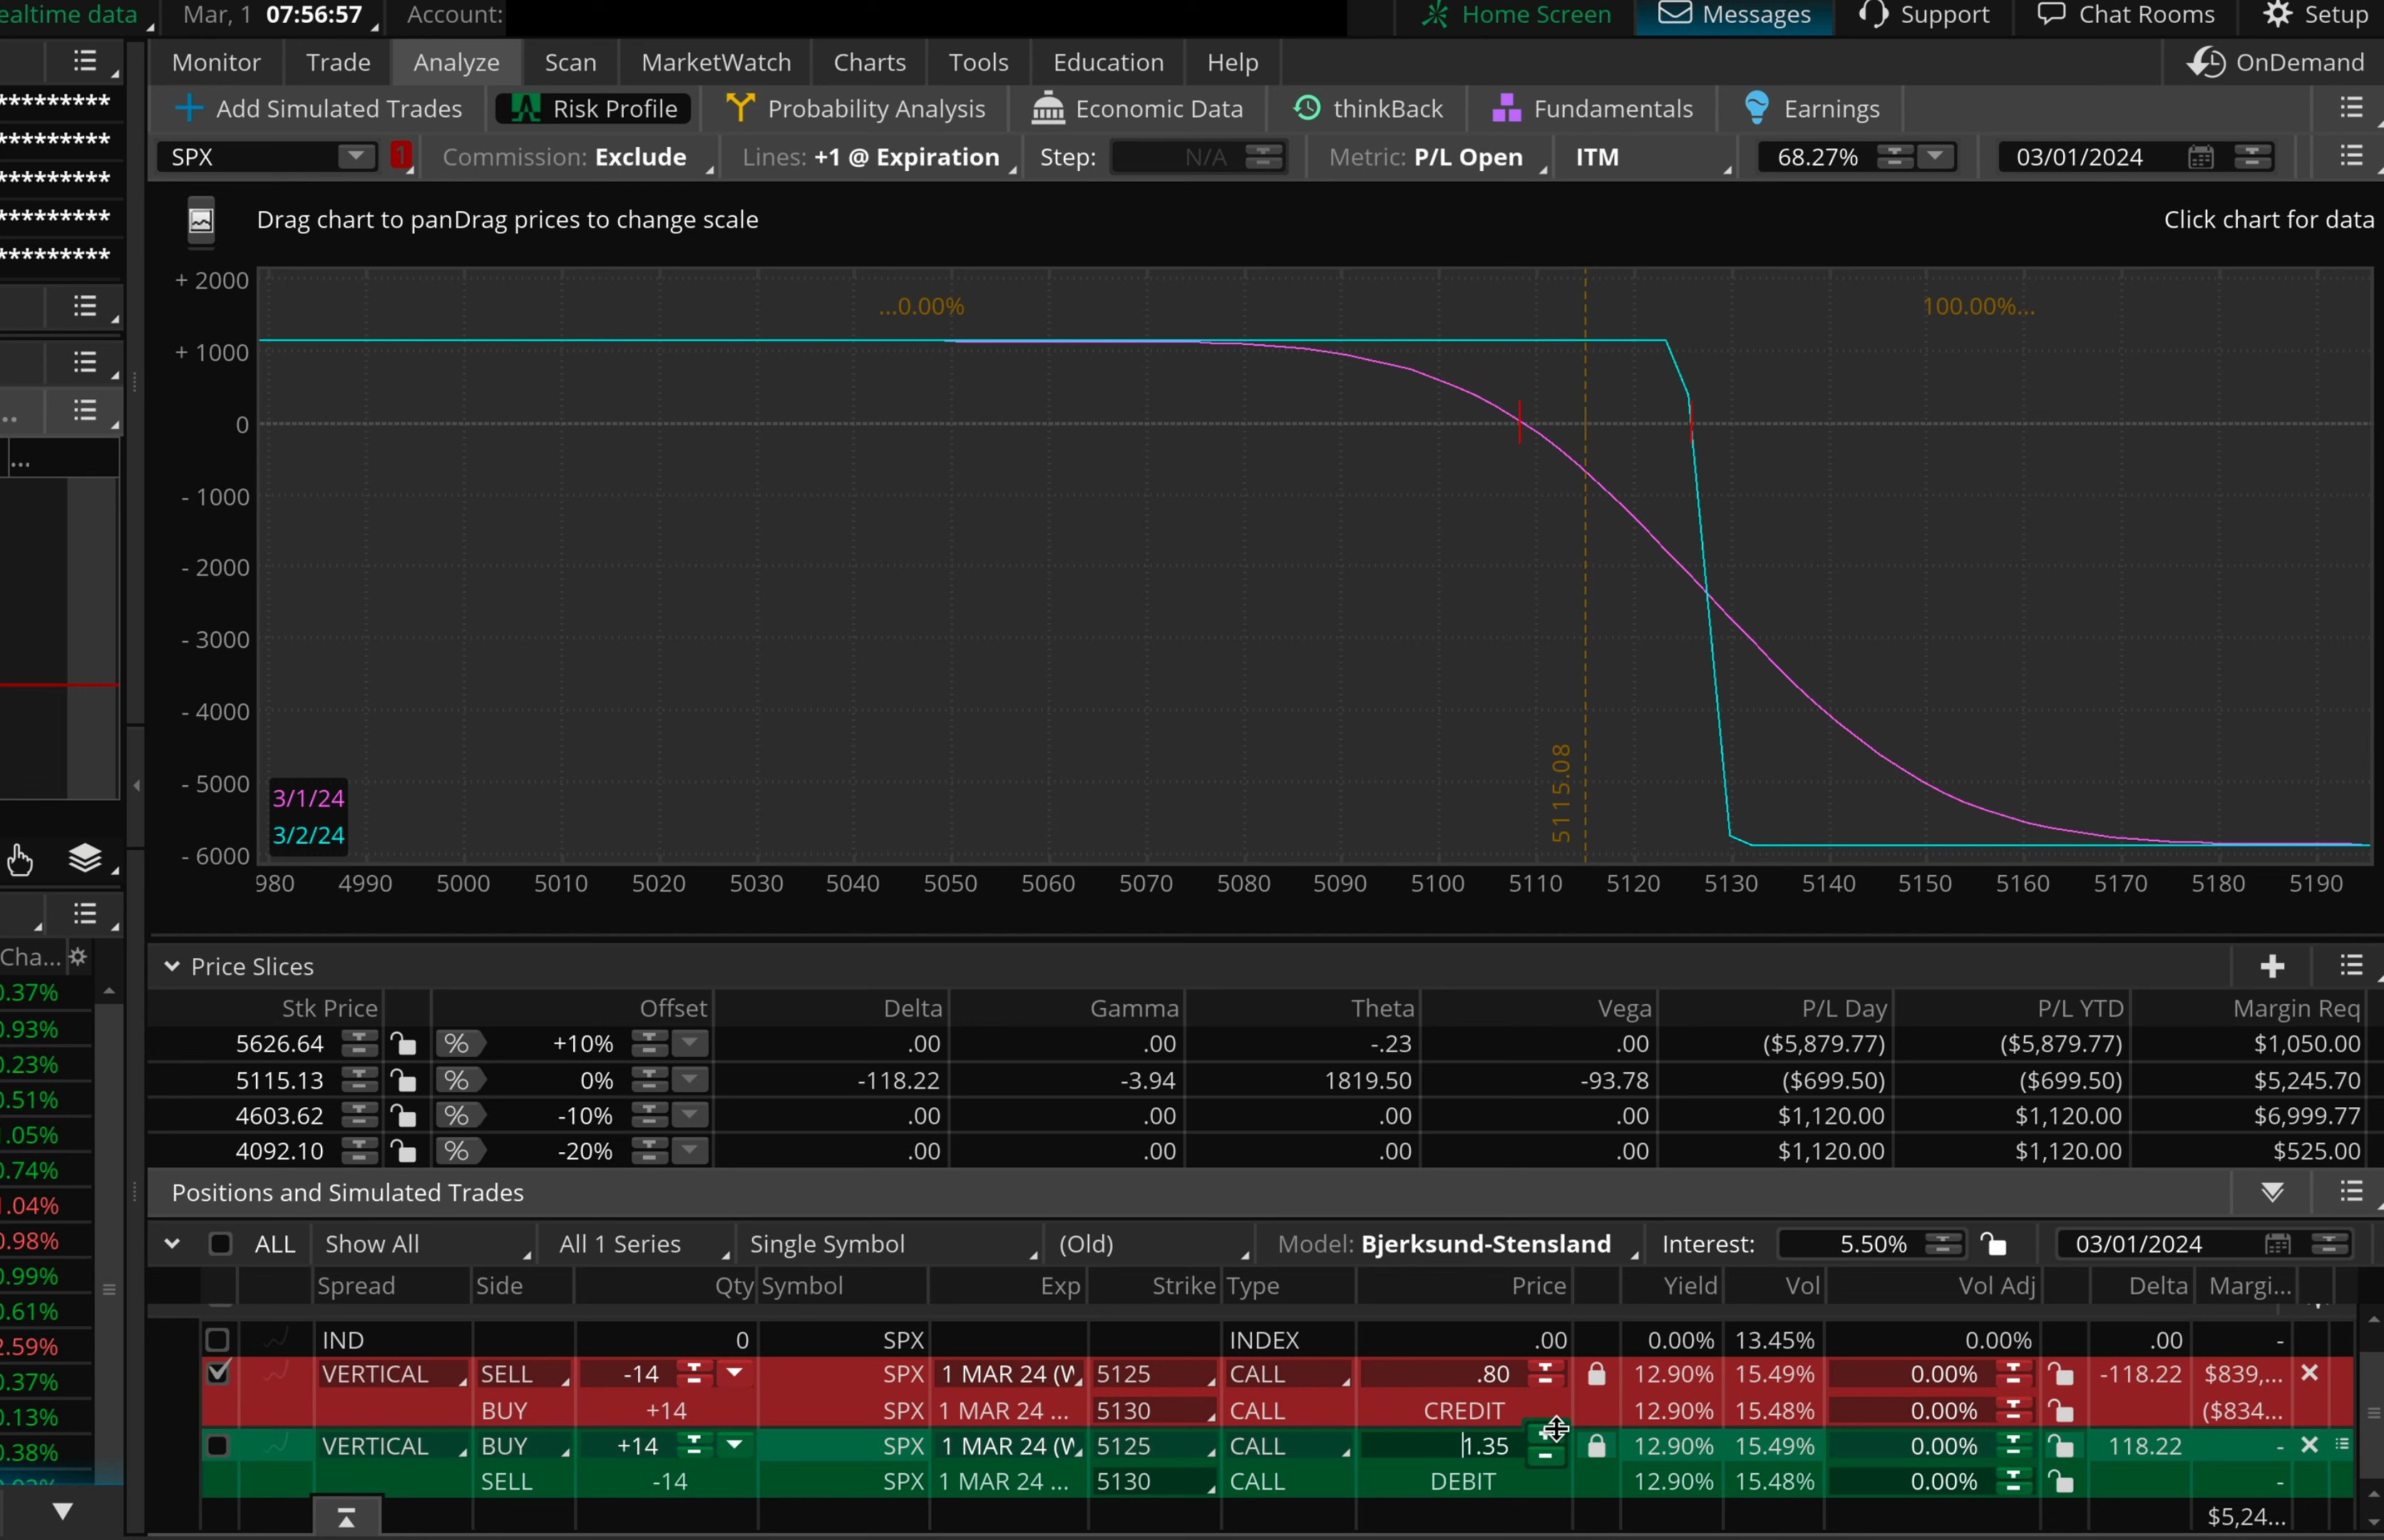 ealtime data Mar, 1 07:56:57 Account: Home Screen Messages Support Chat Rooms Setup
Monitor Trade Analyze Scan MarketWatch Charts Tools Education Help OnDemand
********* Add Simulated Trades Risk Profile Probability Analysis Economic Data thinkBack Fundamentals Earnings
*********
SPX 1 Commission: Exclude Lines: +1 @ Expiration Step: N/A Metric: P/L Open ITM 68.27% 03/01/2024
*********
*********
Drag chart to panDrag prices to change scale Click chart for data
*********
+ 2000
...0.00% 100.00%...
+ 1000
..
0
...
- 1000
- 2000
- 3000
- 4000
5115.08
- 5000
3/1/24
3/2/24
- 6000
980 4990 5000 5010 5020 5030 5040 5050 5060 5070 5080 5090 5100 5110 5120 5130 5140 5150 5160 5170 5180 5190
Cha... Price Slices
0.37% Stk Price Offset Delta Gamma Theta Vega P/L Day P/L YTD Margin Req
0.93% 5626.64 % +10% .00 .00 -.23 .00 ($5,879.77) ($5,879.77) $1,050.00
0.23% 5115.13 % 0% -118.22 -3.94 1819.50 -93.78 ($699.50) ($699.50) $5,245.70
0.51% 4603.62 % -10% .00 .00 .00 .00 $1,120.00 $1,120.00 $6,999.77
.05% 4092.10 % -20% .00 .00 .00 .00 $1,120.00 $1,120.00 $525.00
0.74% Positions and Simulated Trades
1.04%
0.98% ALL Show All All 1 Series Single Symbol (Old) Model: Bjerksund-Stensland Interest: 5.50% 03/01/2024
0.99% Spread Side Qty Symbol Exp Strike Type Price Yield Vol Vol Adj Delta Margi...
0.61%
2.59% IND 0 SPX INDEX .00 0.00% 13.45% 0.00% .00 -
0.37% VERTICAL SELL -14 SPX 1 MAR 24 (W 5125 CALL .80 12.90% 15.49% 0.00% -118.22 $839,...
0.13% BUY +14 SPX 1 MAR 24 ... 5130 CALL CREDIT 12.90% 15.48% 0.00% ($834...
0.38% VERTICAL BUY +14 SPX 1 MAR 24 (W 5125 CALL 1.35 12.90% 15.49% 0.00% 118.22 -
SELL -14 SPX 1 MAR 24 ... 5130 CALL DEBIT 12.90% 15.48% 0.00% -
$5,24...